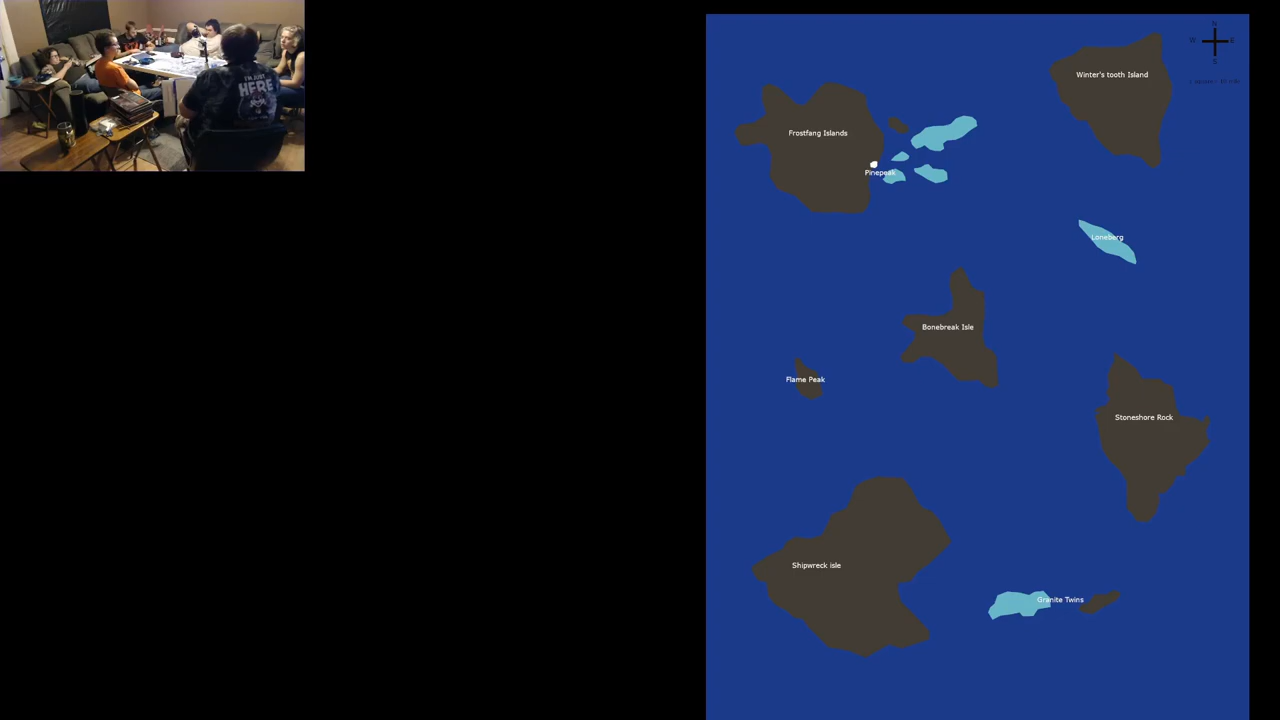 I'M JUST
HERE
N
W E
S
Winter's tooth Island
Frostfang Islands
Pinepeak
Loneberg
Bonebreak Isle
Flame Peak
Stoneshore Rock
Shipwreck isle
Granite Twins